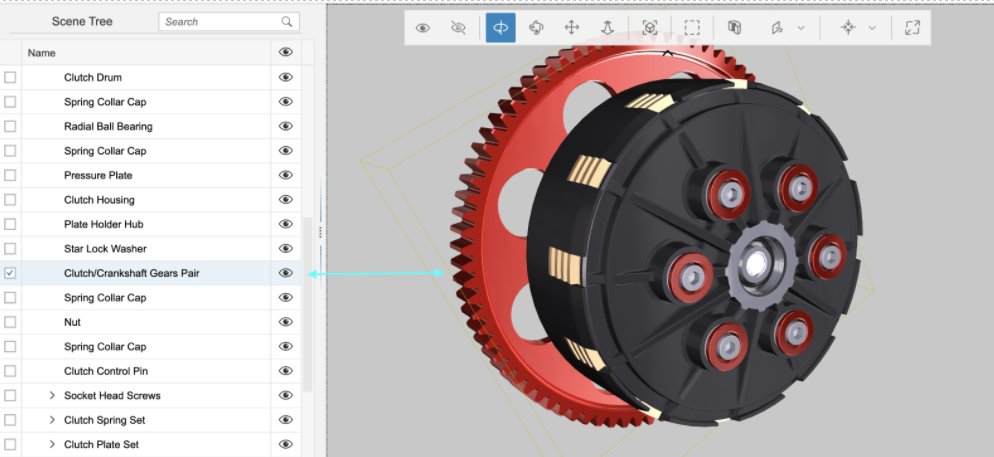 Scene Tree
Search
Name
Clutch Drum
Spring Collar Cap
Radial Ball Bearing
Spring Collar Cap
Pressure Plate
Clutch Housing
Plate Holder Hub
Star Lock Washer
Clutch/Crankshaft Gears Pair
Spring Collar Cap
Nut
Spring Collar Cap
Clutch Control Pin
Socket Head Screws
Clutch Spring Set
Clutch Plate Set